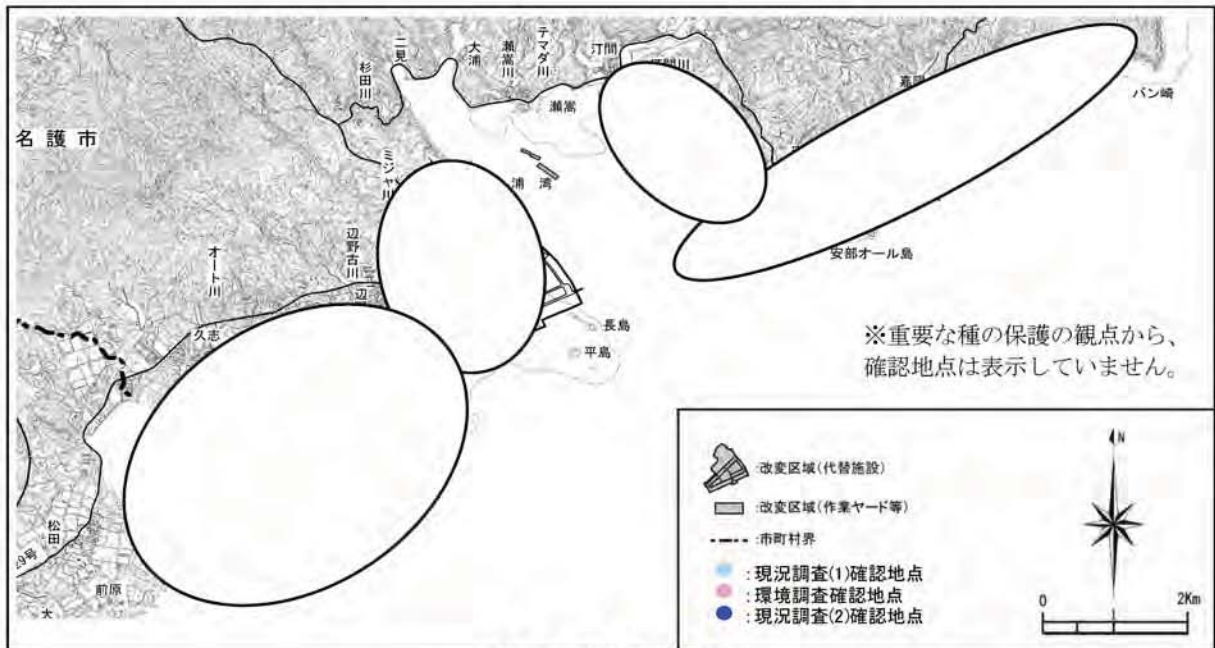 名護市
杉田川
二見
大浦
瀬嵩川
テマダ川
汀間
瀬嵩
バン崎
ミジャ川
浦 湾
辺野古川
オート川
久志
安部オール島
長島
平島
※重要な種の保護の観点から、
確認地点は表示していません。
松田
29号
前原
:改変区域(代替施設)
:改変区域(作業ヤード等)
:市町村界
:現況調査(1)確認地点
:環境調査確認地点
:現況調査(2)確認地点
N
0 2Km